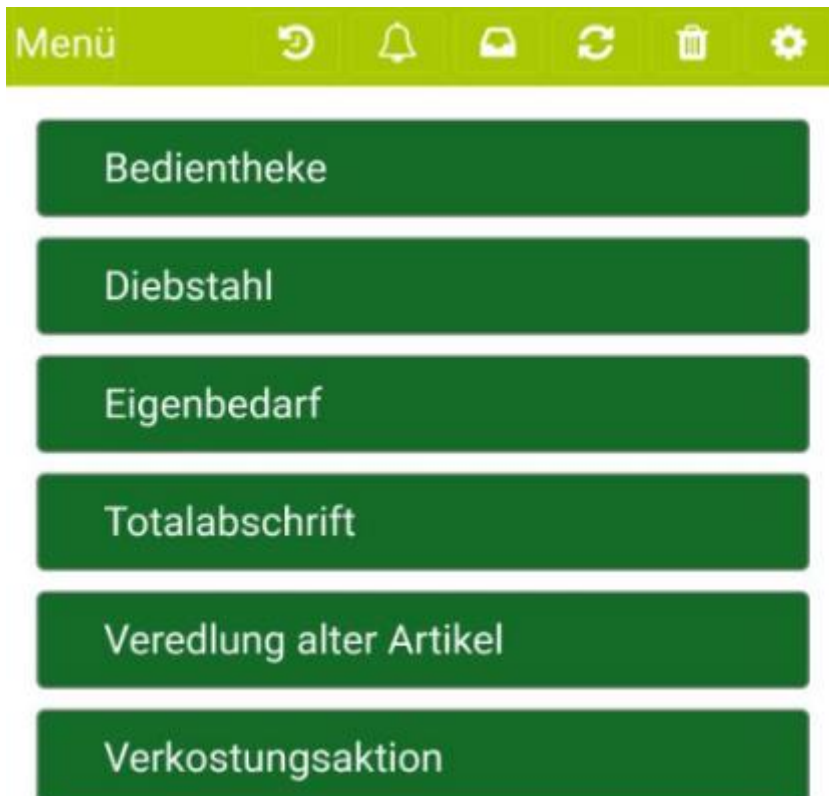 Menü
Bedientheke
Diebstahl
Eigenbedarf
Totalabschrift
Veredlung alter Artikel
Verkostungsaktion